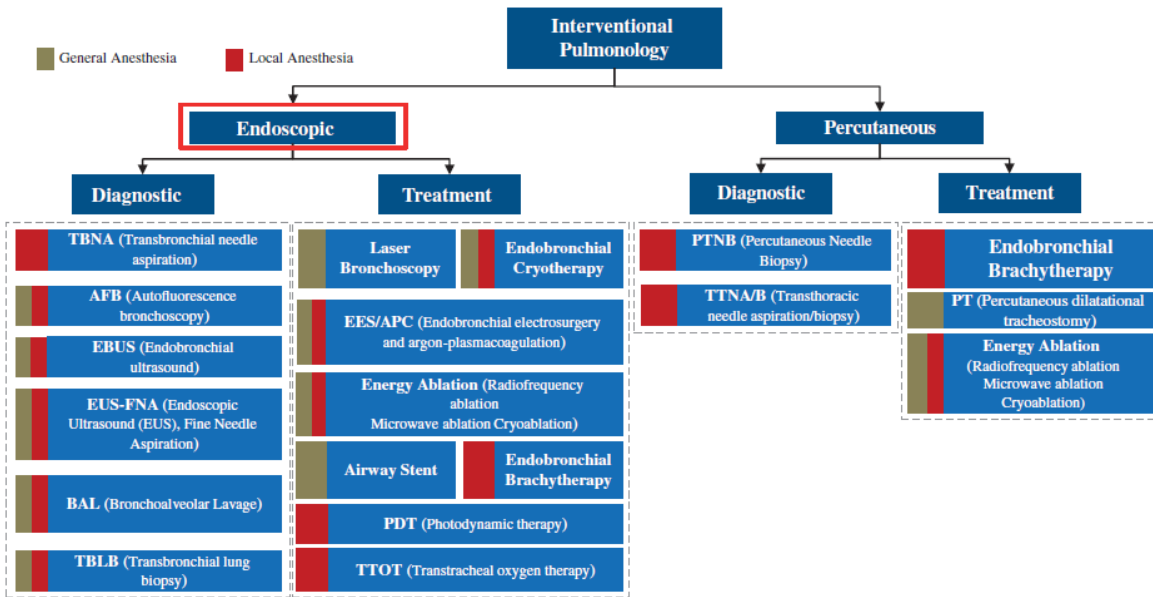 Interventional
Pulmonology
General Anesthesia
Local Anesthesia
Endoscopic
Percutaneous
Diagnostic
Treatment
Diagnostic
Treatment
TBNA (Transbronchial needle
aspiration)
AFB (Autofluorescence
bronchoscopy)
EBUS (Endobronchial
ultrasound)
EUS-FNA (Endoscopic
Ultrasound (EUS), Fine Needle
Aspiration)
BAL (Bronchoalveolar Lavage)
TBLB (Transbronchial lung
biopsy)
Laser
Bronchoscopy
Endobronchial
Cryotherapy
EES/APC (Endobronchial electrosurgery
and argon-plasmacoagulation)
Energy Ablation (Radiofrequency
ablation
Microwave ablation Cryoablation)
Airway Stent
Endobronchial
Brachytherapy
PDT (Photodynamic therapy)
TTOT (Transtracheal oxygen therapy)
PTNB (Percutaneous Needle
Biopsy)
TTNA/B (Transthoracic
needle aspiration/biopsy)
Endobronchial
Brachytherapy
PT (Percutaneous dilatational
tracheostomy)
Energy Ablation
(Radiofrequency ablation
Microwave ablation
Cryoablation)